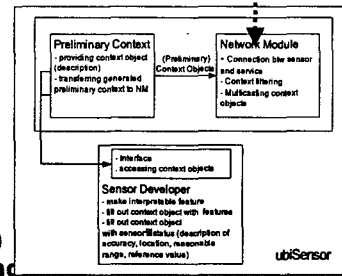 Preliminary Context
- providing context object
(description)
- transferring generated
preliminary context to NM
(Preliminary)
Context Objects
Network Module
- Connection btw sensor
and service
- Context filtering
- Multicasting context
objects
- Interface
- accessing context objects
Sensor Developer
- make interpretable feature
- fill out context object with features
- fill out context object
with sensor status (description of
accuracy, location, reasonable
range, reference value)
ubiSensor